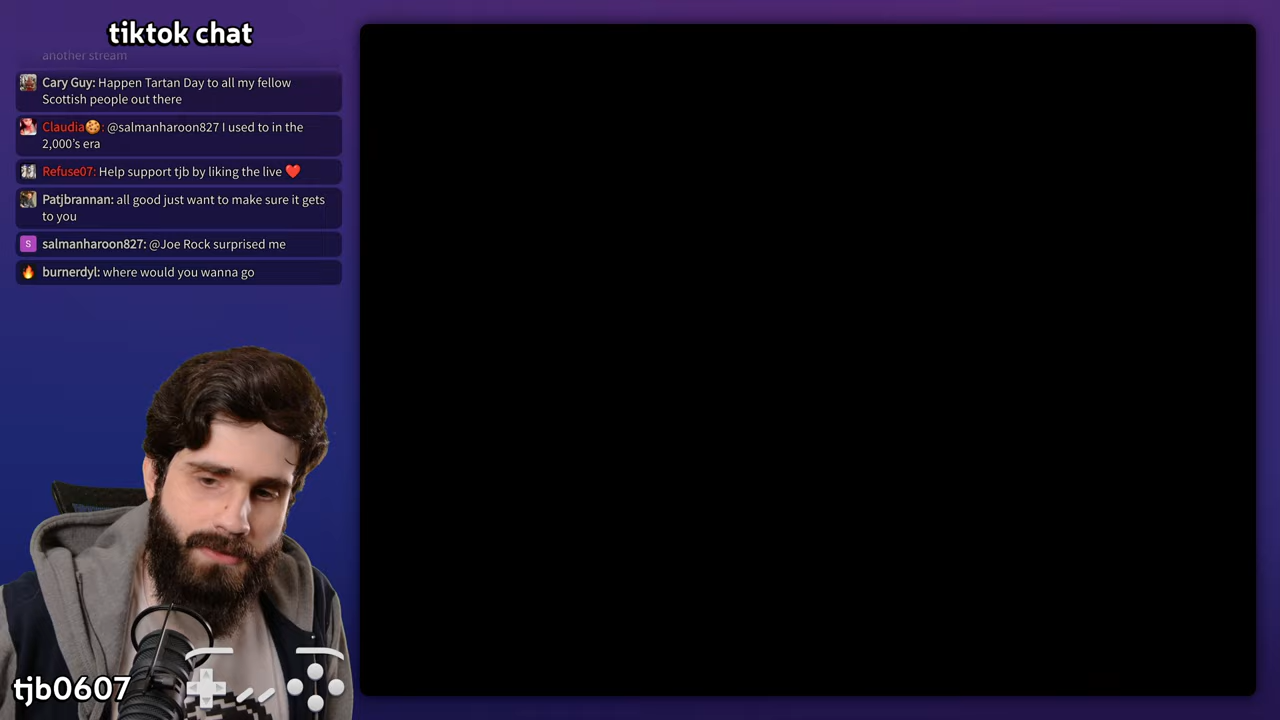 tiktok chat
another stream
Cary Guy: Happen Tartan Day to all my fellow
Scottish people out there
Claudia🍪: @salmanharoon827 I used to in the
2,000's era
Refuse07: Help support tjb by liking the live ❤️
Patjbrannan: all good just want to make sure it gets
to you
S
salmanharoon827: @Joe Rock surprised me
burnerdyl: where would you wanna go
tjb0607